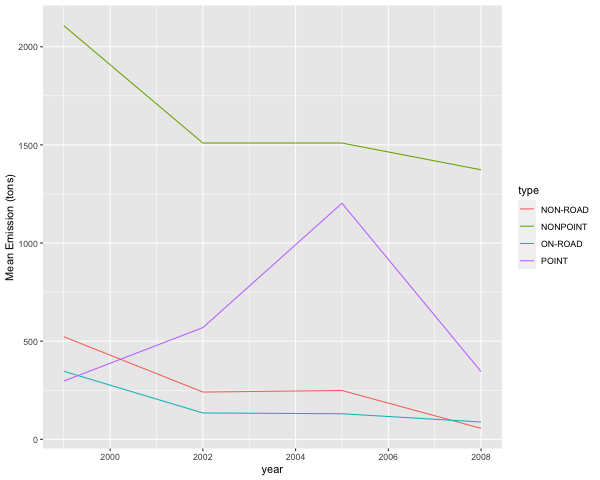 Mean Emission (tons)
2000
1500
1000
500
0
2000
2002
2004
2006
2008
year
type
NON-ROAD
NONPOINT
ON-ROAD
POINT